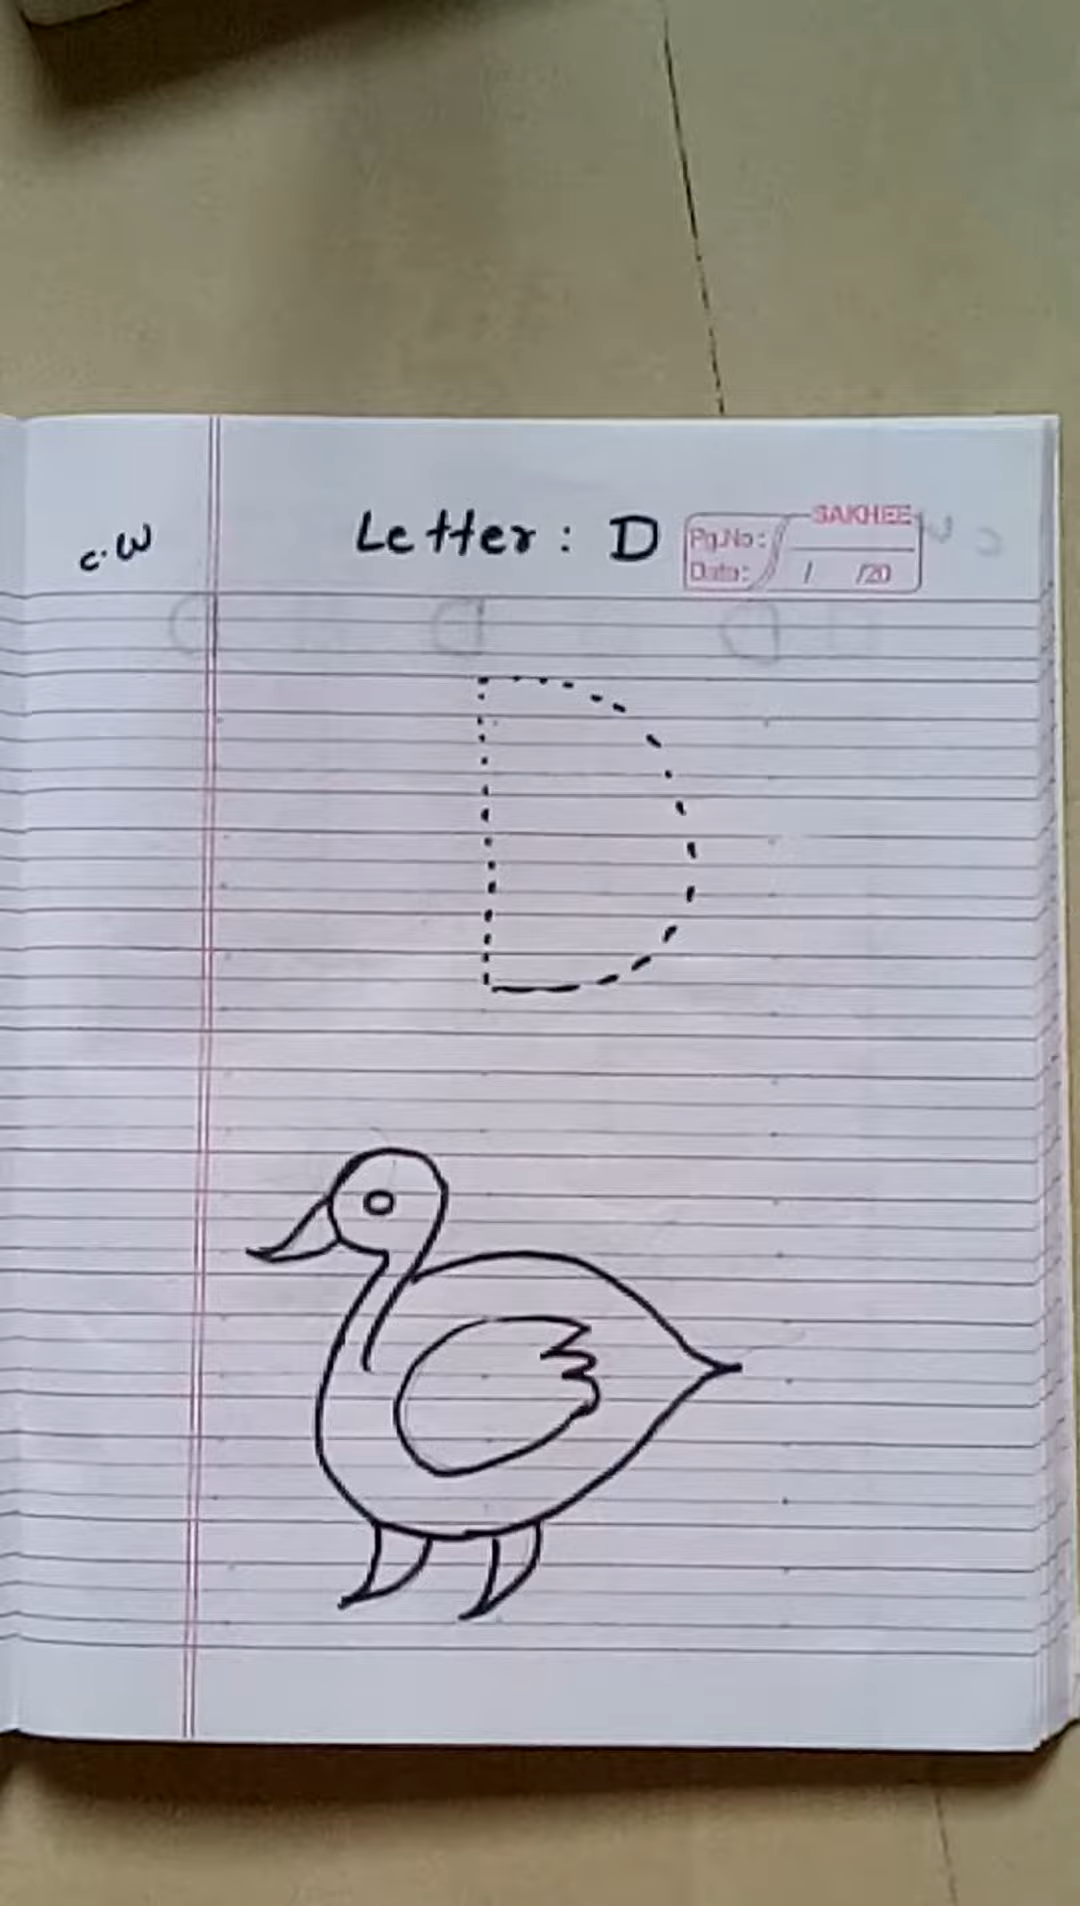 c.w
Letter : D
SAKHEE
Pg.No:
Date: / /20
D